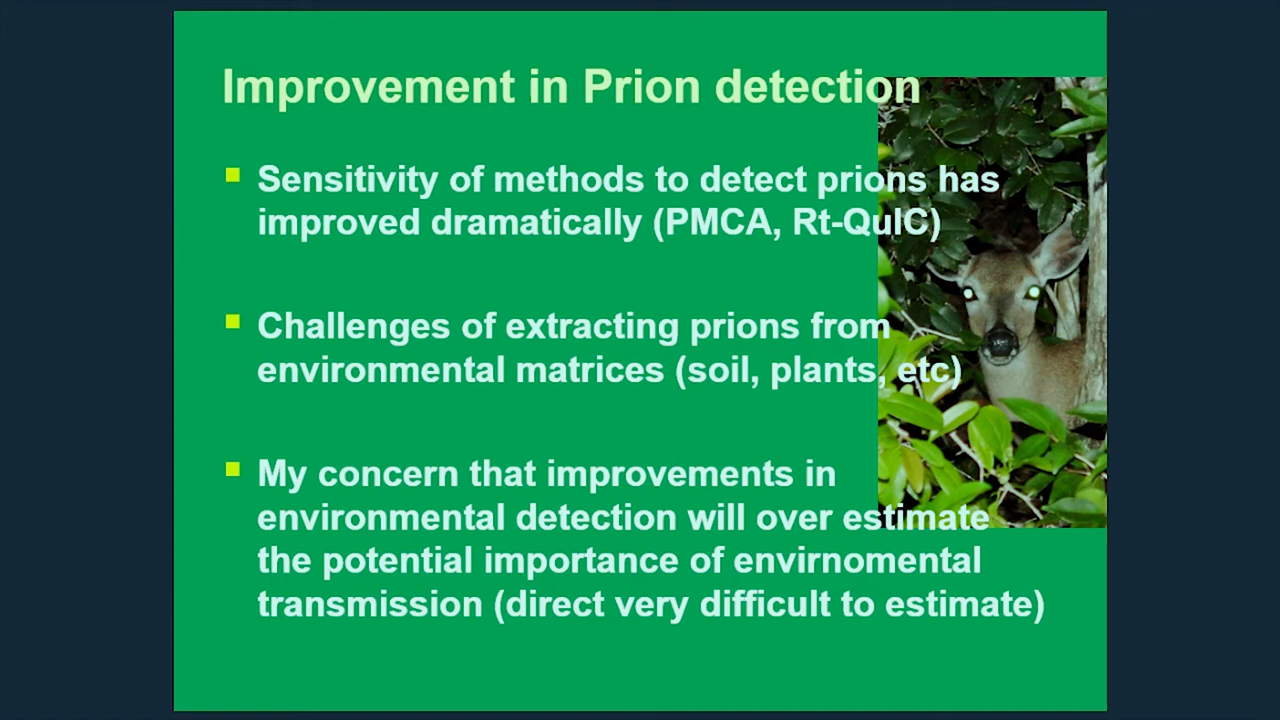 Improvement in Prion detection
Sensitivity of methods to detect prions has
improved dramatically (PMCA, Rt-QuIC)
Challenges of extracting prions from
environmental matrices (soil, plants, etc)
My concern that improvements in
environmental detection will over estimate
the potential importance of envirnomental
transmission (direct very difficult to estimate)